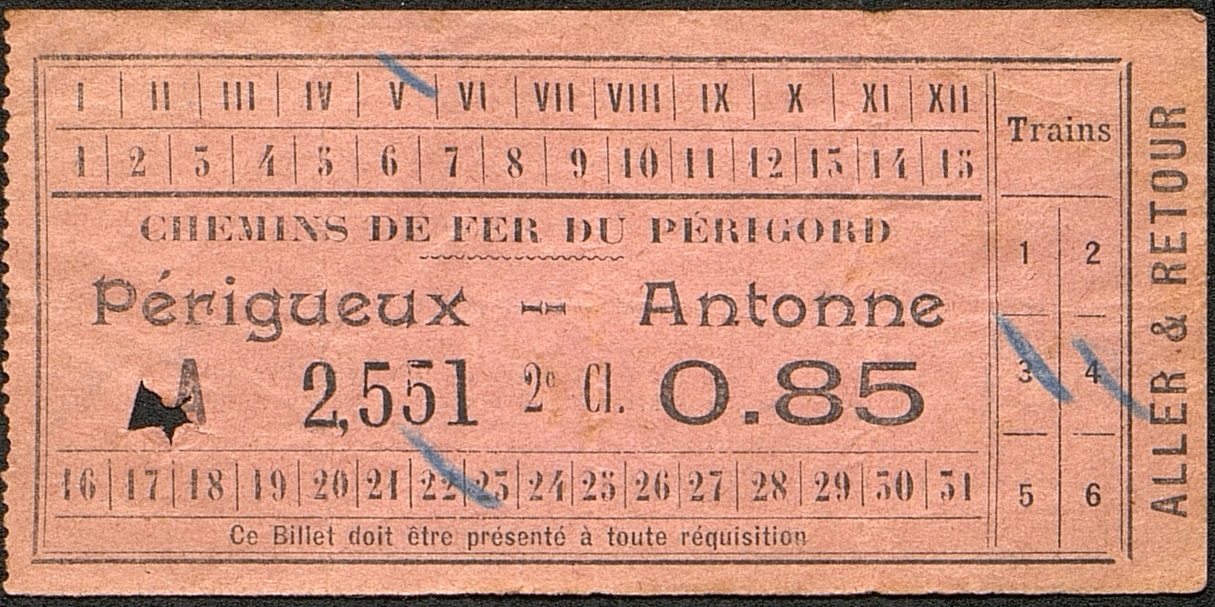 I II III IV V VI VII VIII IX X XI XII
1 2 3 4 5 6 7 8 9 10 11 12 13 14 15
CHEMINS DE FER DU PÉRIGORD
Périgueux - Antonne
A 2,551 2e Cl. 0.85
16 17 18 19 20 21 22 23 24 25 26 27 28 29 30 31
Ce Billet doit être présenté à toute réquisition
Trains
1 2
3 4
5 6
ALLER & RETOUR